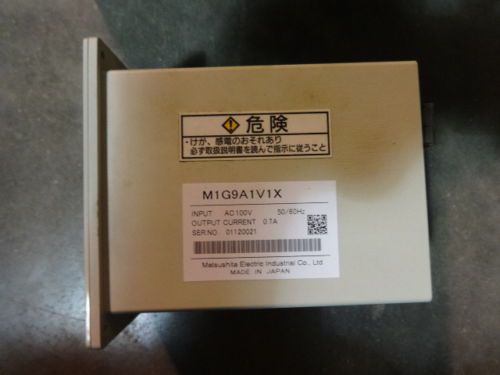 危険
・けが、感電のおそれあり
必ず取扱説明書を読んで指示に従うこと
M1G9A1V1X
INPUT AC100V 50/60Hz
OUTPUT CURRENT 0.7A
SER.NO. 01120021
Matsushita Electric Industrial Co., Ltd.
MADE IN JAPAN